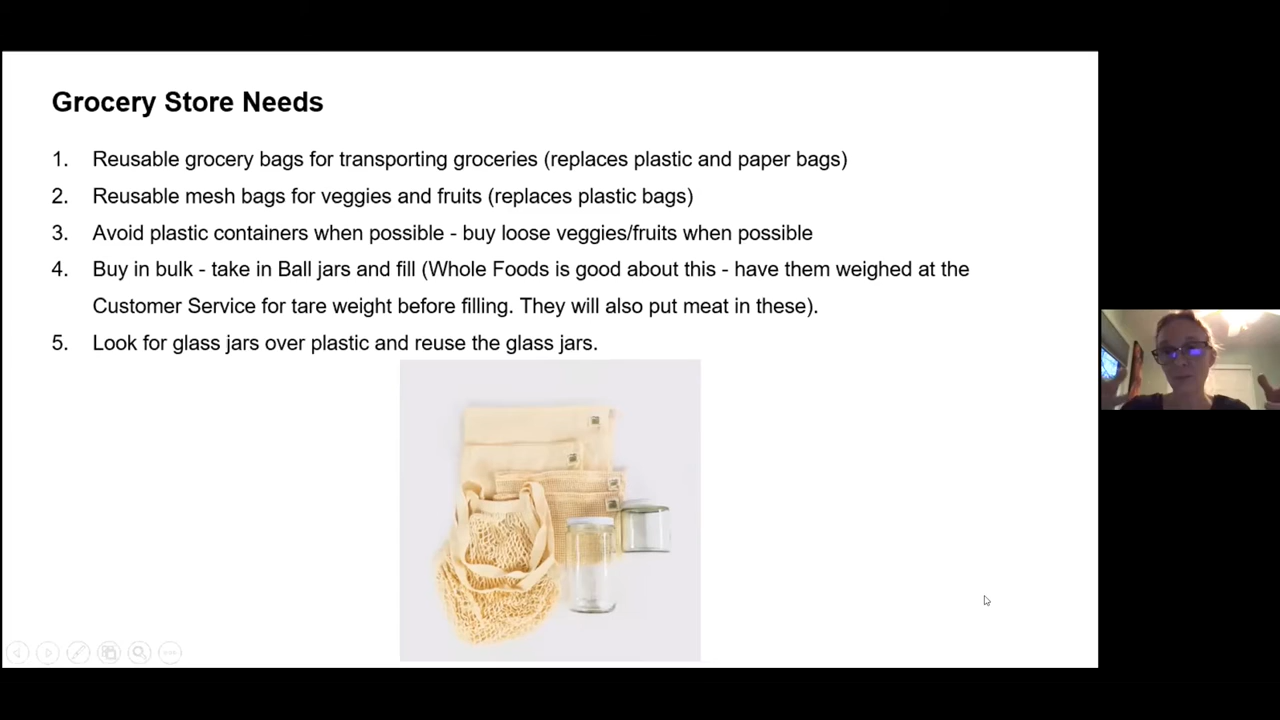 Grocery Store Needs
1. Reusable grocery bags for transporting groceries (replaces plastic and paper bags)
2. Reusable mesh bags for veggies and fruits (replaces plastic bags)
3. Avoid plastic containers when possible - buy loose veggies/fruits when possible
4. Buy in bulk - take in Ball jars and fill (Whole Foods is good about this - have them weighed at the
Customer Service for tare weight before filling. They will also put meat in these).
5. Look for glass jars over plastic and reuse the glass jars.